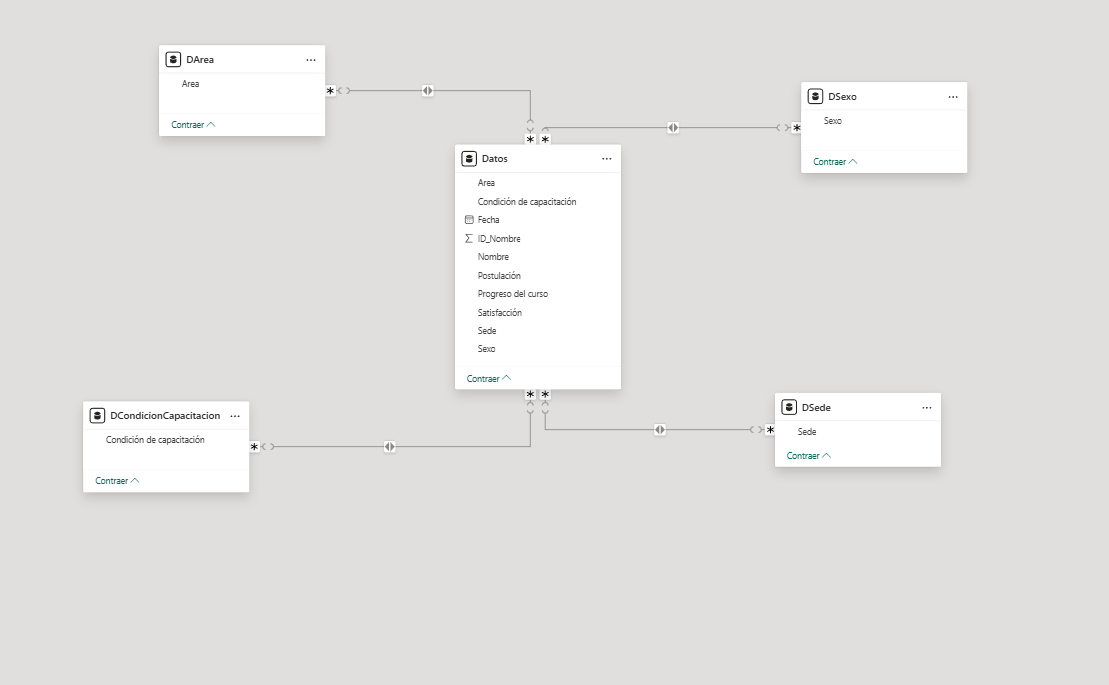 DArea
Area
Contraer
DSexo
Sexo
Contraer
Datos
Area
Condición de capacitación
Fecha
ID_Nombre
Nombre
Postulación
Progreso del curso
Satisfacción
Sede
Sexo
Contraer
DCondicionCapacitacion
Condición de capacitación
Contraer
DSede
Sede
Contraer